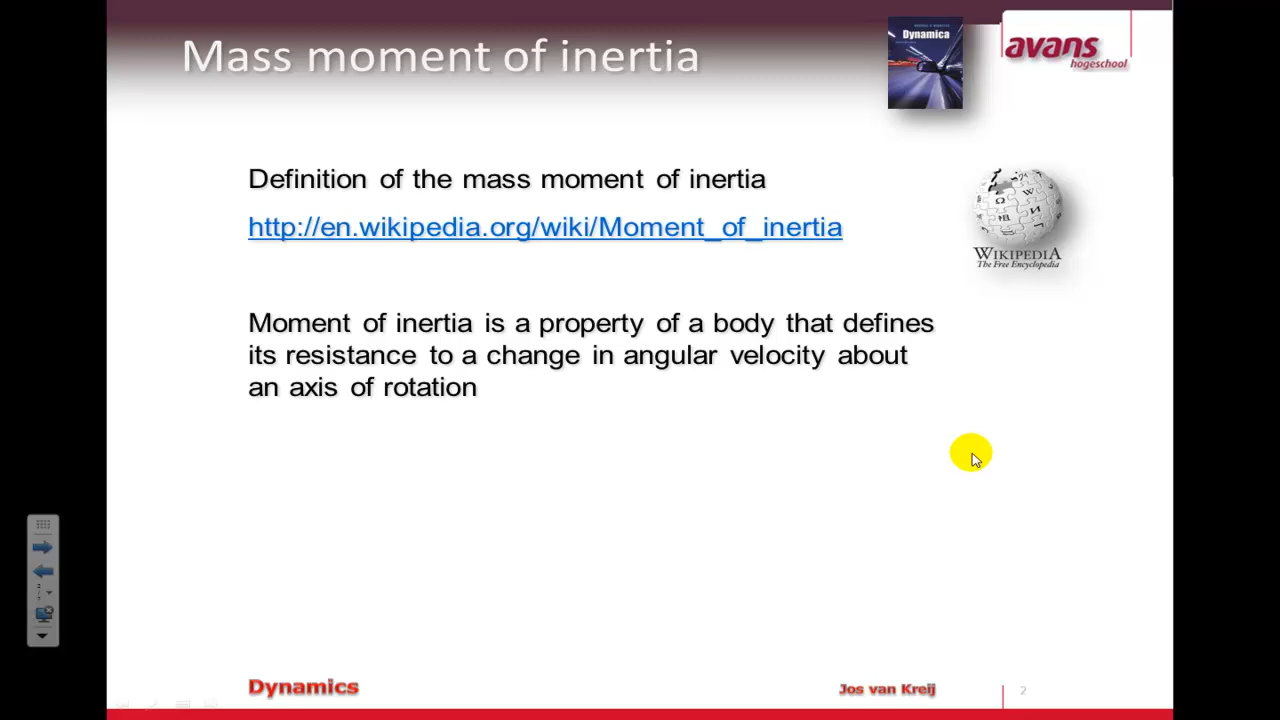 Mass moment of inertia
Dynamica
avans
hogeschool
Definition of the mass moment of inertia
http://en.wikipedia.org/wiki/Moment_of_inertia
WIKIPEDIA
The Free Encyclopedia
Moment of inertia is a property of a body that defines
its resistance to a change in angular velocity about
an axis of rotation
Dynamics
Jos van Kreij
2